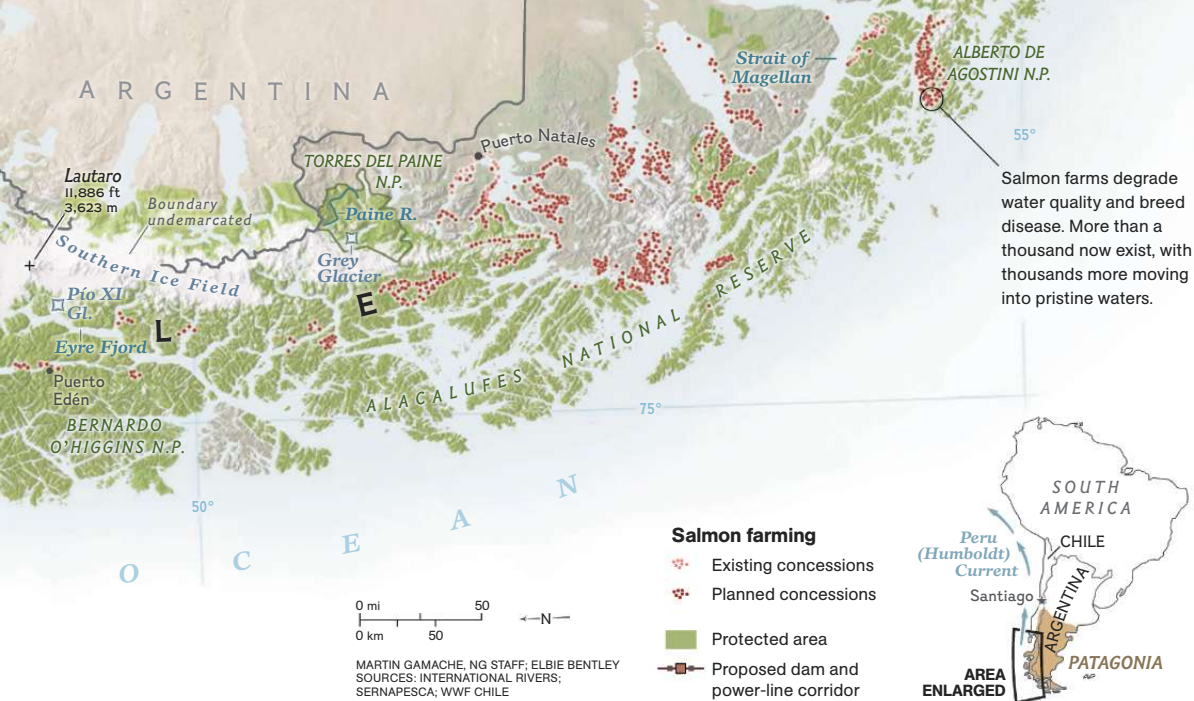 ARGENTINA
Strait of
Magellan
ALBERTO DE
AGOSTINI N.P.
55°
Puerto Natales
TORRES DEL PAINE
N.P.
Lautaro
11,886 ft
3,623 m
Boundary
undemarcated
Paine R.
Southern Ice Field
Grey
Glacier
Pío XI
Gl.
L
E
Eyre Fjord
Puerto
Edén
BERNARDO
O'HIGGINS N.P.
ALACALUFES NATIONAL RESERVE
Salmon farms degrade
water quality and breed
disease. More than a
thousand now exist, with
thousands more moving
into pristine waters.
75°
50°
OCEAN
0 mi 50
0 km 50
N
MARTIN GAMACHE, NG STAFF; ELBIE BENTLEY
SOURCES: INTERNATIONAL RIVERS;
SERNAPESCA; WWF CHILE
Salmon farming
Existing concessions
Planned concessions
Protected area
Proposed dam and
power-line corridor
SOUTH
AMERICA
Peru
(Humboldt)
Current
CHILE
Santiago
ARGENTINA
PATAGONIA
AREA
ENLARGED